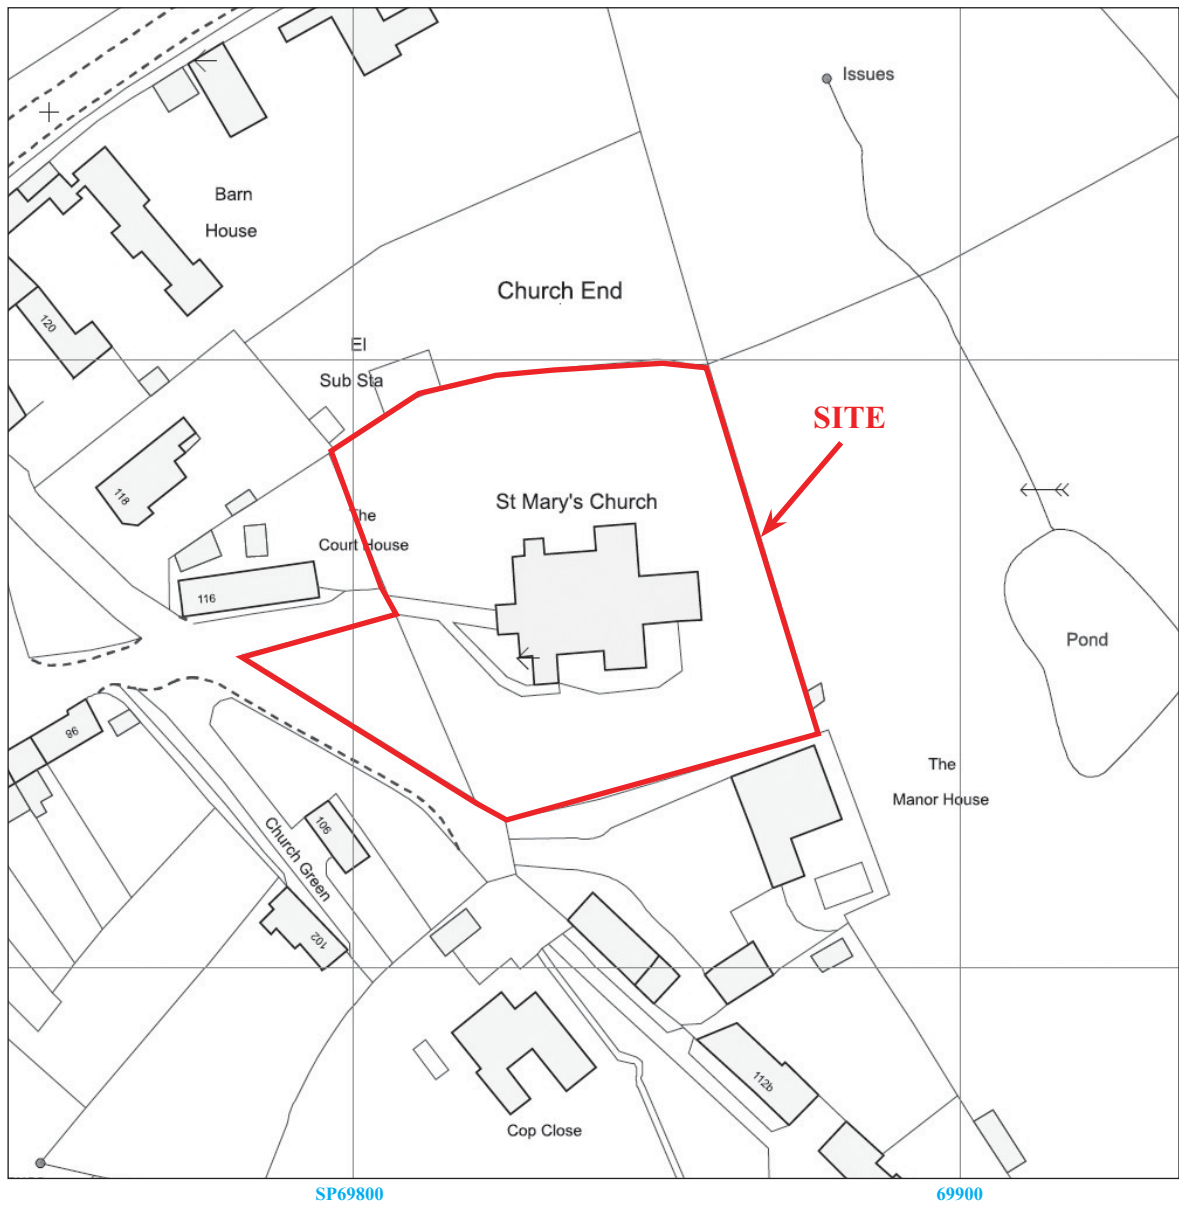 Issues
Barn
House
Church End
120
El
Sub Sta
SITE
118
St Mary's Church
The
Court House
116
Pond
98
The
Manor House
106
Church Green
102
112b
Cop Close
SP69800
69900